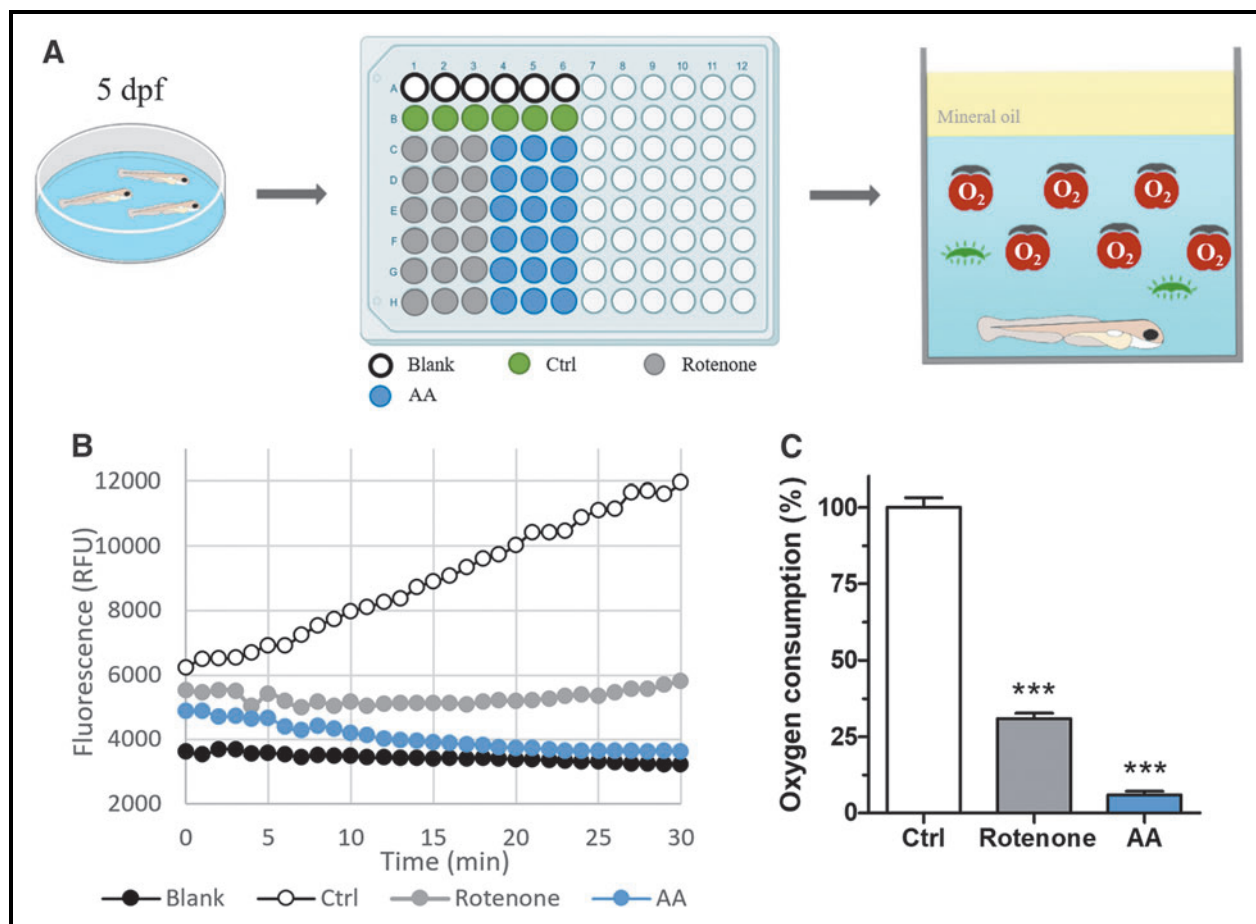 A
5 dpf
1 2 3 4 5 6 7 8 9 10 11 12
A
B
C
D
E
F
G
H
Blank Ctrl Rotenone
AA
Mineral oil
O2 O2 O2
O2 O2 O2
B
Fluorescence (RFU)
12000
10000
8000
6000
4000
2000
0 5 10 15 20 25 30
Time (min)
Blank Ctrl Rotenone AA
C
Oxygen consumption (%)
100
75
50
25
0
***
***
Ctrl Rotenone AA